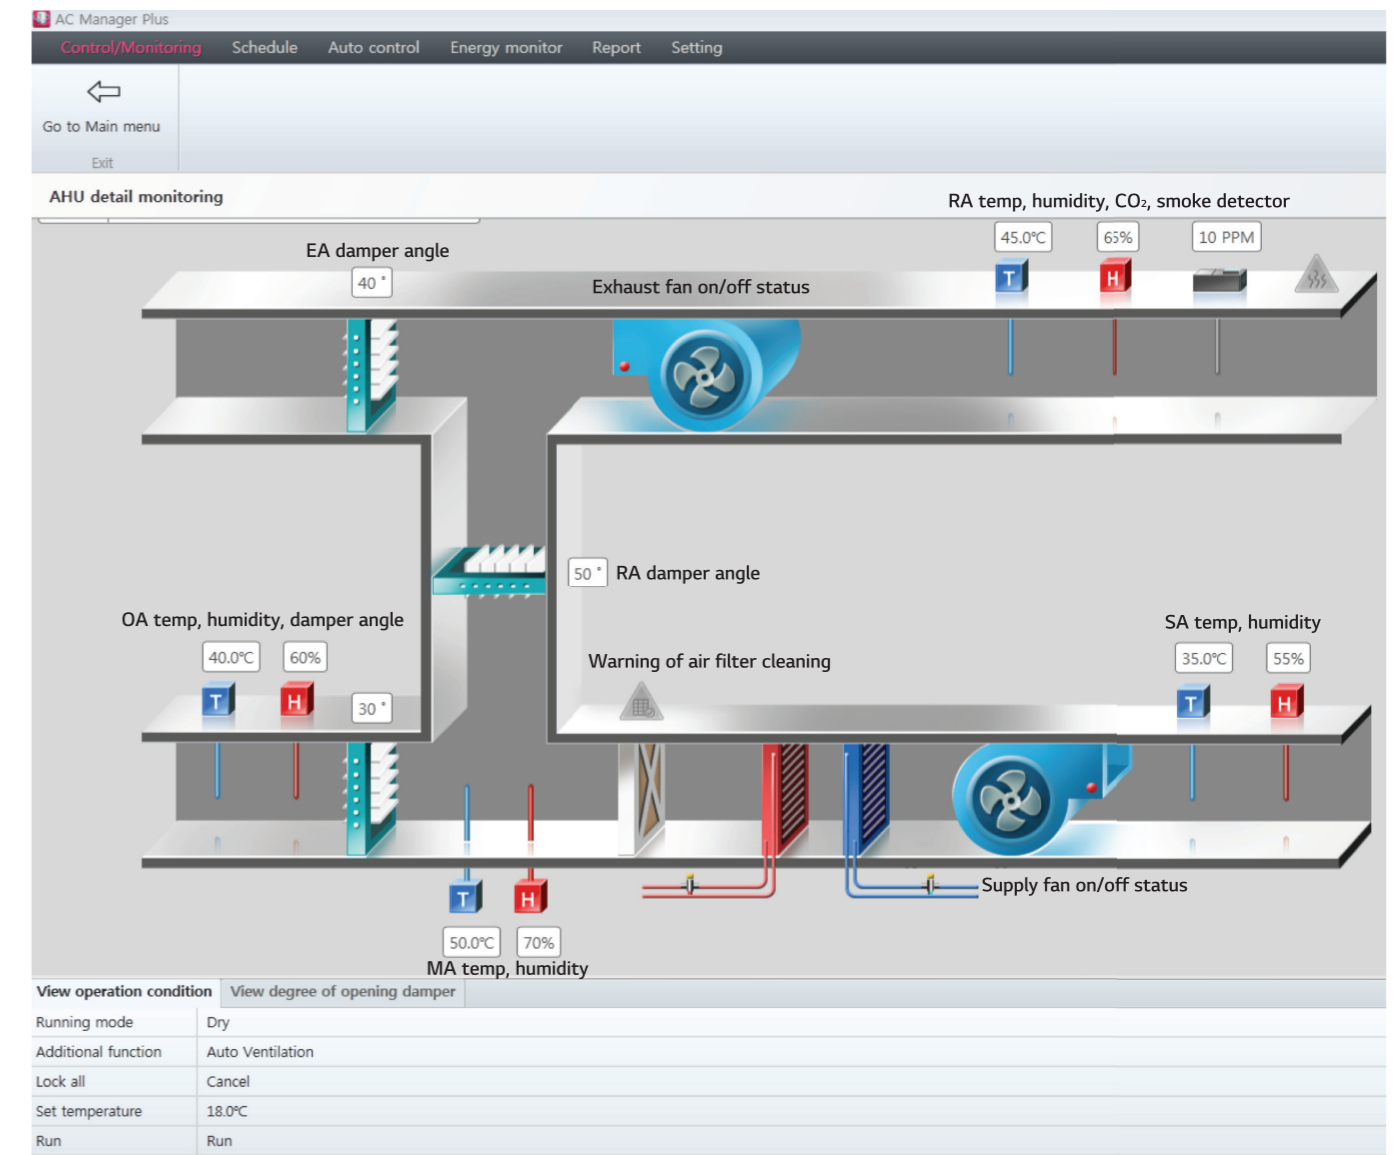 AC Manager Plus
Control/Monitoring Schedule Auto control Energy monitor Report Setting
Go to Main menu
Exit
AHU detail monitoring
RA temp, humidity, CO₂, smoke detector
45.0℃ 65% 10 PPM
EA damper angle
40 °
Exhaust fan on/off status
T H
50 ° RA damper angle
OA temp, humidity, damper angle
40.0℃ 60%
T H
30 °
Warning of air filter cleaning
SA temp, humidity
35.0℃ 55%
T H
Supply fan on/off status
T H
50.0℃ 70%
MA temp, humidity
View operation condition View degree of opening damper
Running mode Dry
Additional function Auto Ventilation
Lock all Cancel
Set temperature 18.0℃
Run Run